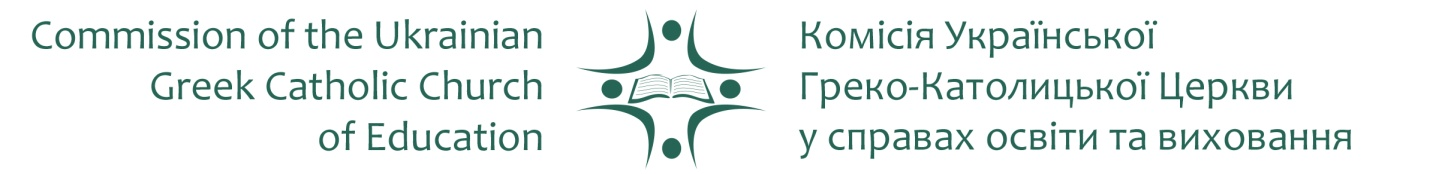 Commission of the Ukrainian
Greek Catholic Church
of Education
Комісія Української
Греко-Католицької Церкви
у справах освіти та виховання